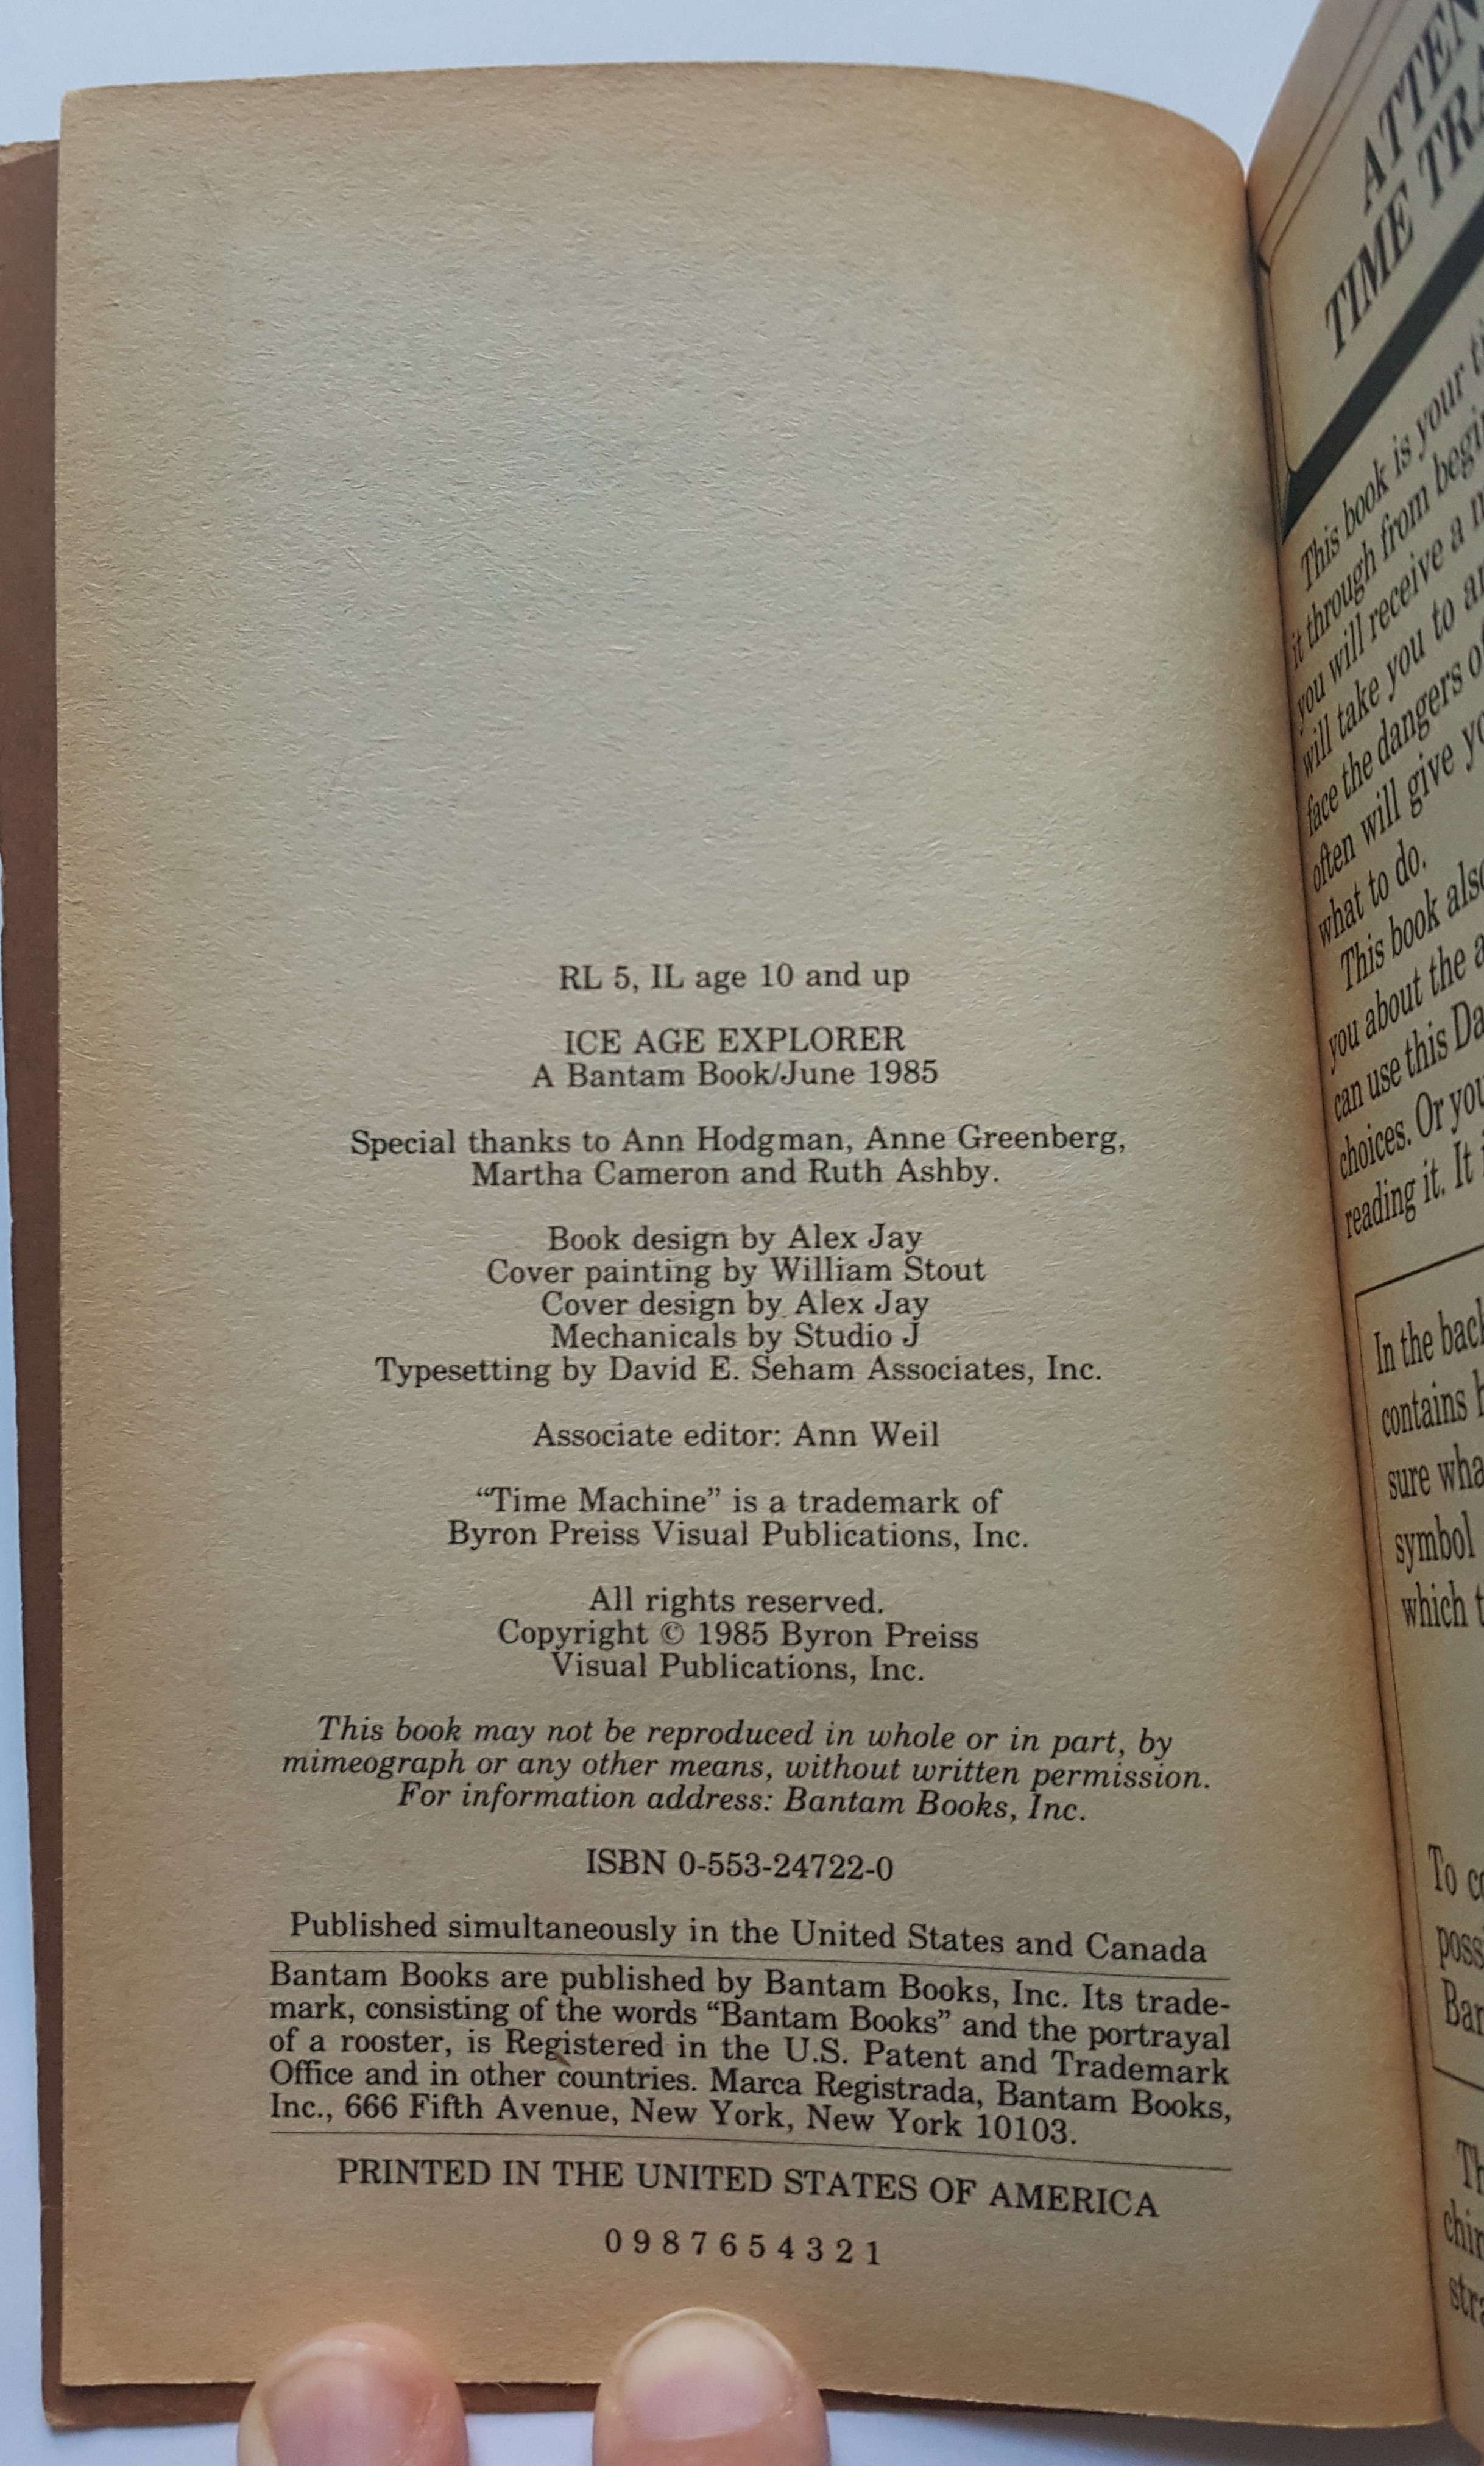 RL 5, IL age 10 and up
ICE AGE EXPLORER
A Bantam Book/June 1985
Special thanks to Ann Hodgman, Anne Greenberg,
Martha Cameron and Ruth Ashby.
Book design by Alex Jay
Cover painting by William Stout
Cover design by Alex Jay
Mechanicals by Studio J
Typesetting by David E. Seham Associates, Inc.
Associate editor: Ann Weil
“Time Machine” is a trademark of
Byron Preiss Visual Publications, Inc.
All rights reserved.
Copyright © 1985 Byron Preiss
Visual Publications, Inc.
This book may not be reproduced in whole or in part, by
mimeograph or any other means, without written permission.
For information address: Bantam Books, Inc.
ISBN 0-553-24722-0
Published simultaneously in the United States and Canada
Bantam Books are published by Bantam Books, Inc. Its trade-
mark, consisting of the words “Bantam Books” and the portrayal
of a rooster, is Registered in the U.S. Patent and Trademark
Office and in other countries. Marca Registrada, Bantam Books,
Inc., 666 Fifth Avenue, New York, New York 10103.
PRINTED IN THE UNITED STATES OF AMERICA
0 9 8 7 6 5 4 3 2 1
TIME
This book is your
it through from
you will receive a
will take you to
face the dangers
often will give
what to do.
This book
you about the
can use this
choices. Or
reading it. It
In the
contains
sure
symbol
which
To